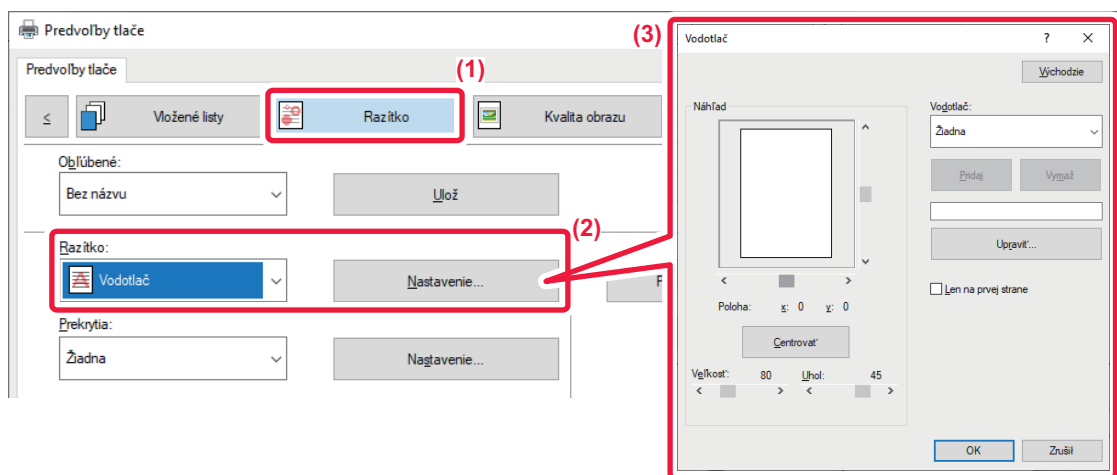 Predvoľby tlače
Predvoľby tlače
(1)
<
Vložené listy
Razítko
Kvalita obrazu
Obľúbené:
Bez názvu
Ulož
(2)
Razítko:
Vodotlač
Nastavenie...
Prekrytia:
Žiadna
Nastavenie...
(3)
Vodotlač
?
Východzie
Náhľad
Vodotlač:
Žiadna
Pridaj
Vymaž
Upraviť...
Len na prvej strane
Poloha: x: 0 y: 0
Centrovať
Veľkosť: 80 Uhol: 45
OK
Zrušiť